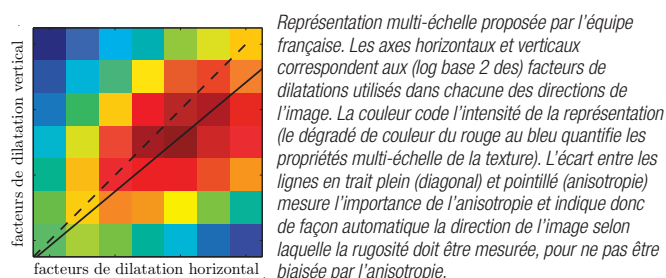 facteurs de dilatation vertical
facteurs de dilatation horizontal
Représentation multi-échelle proposée par l'équipe
française. Les axes horizontaux et verticaux
correspondent aux (log base 2 des) facteurs de
dilatations utilisés dans chacune des directions de
l'image. La couleur code l'intensité de la représentation
(le dégradé de couleur du rouge au bleu quantifie les
propriétés multi-échelle de la texture). L'écart entre les
lignes en trait plein (diagonal) et pointillé (anisotropie)
mesure l'importance de l'anisotropie et indique donc
de façon automatique la direction de l'image selon
laquelle la rugosité doit être mesurée, pour ne pas être
biaisée par l'anisotropie.